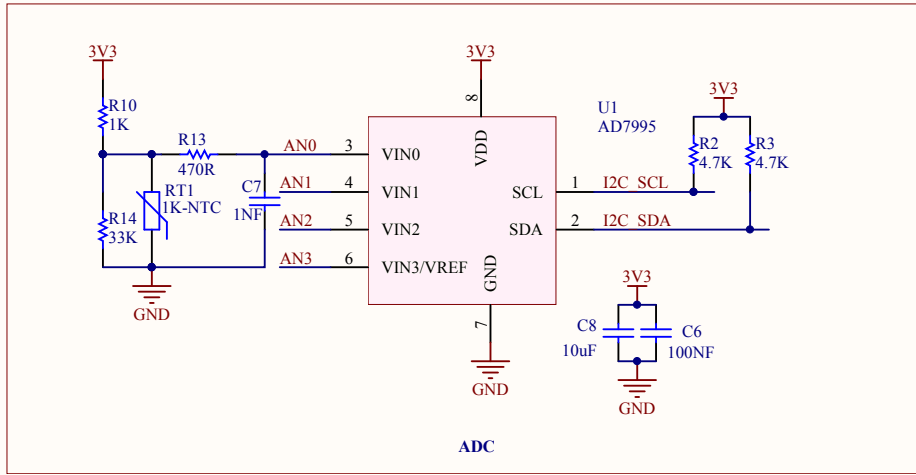 3V3
R10
1K
R13
470R
RT1
1K-NTC
R14
33K
C7
1NF
GND
AN0
AN1
AN2
AN3
3
4
5
6
3V3
8
VDD
U1
AD7995
VIN0
VIN1
VIN2
VIN3/VREF
SCL
SDA
GND
7
GND
1
2
I2C_SCL
I2C_SDA
3V3
R2
4.7K
R3
4.7K
3V3
C8
10uF
C6
100NF
GND
ADC